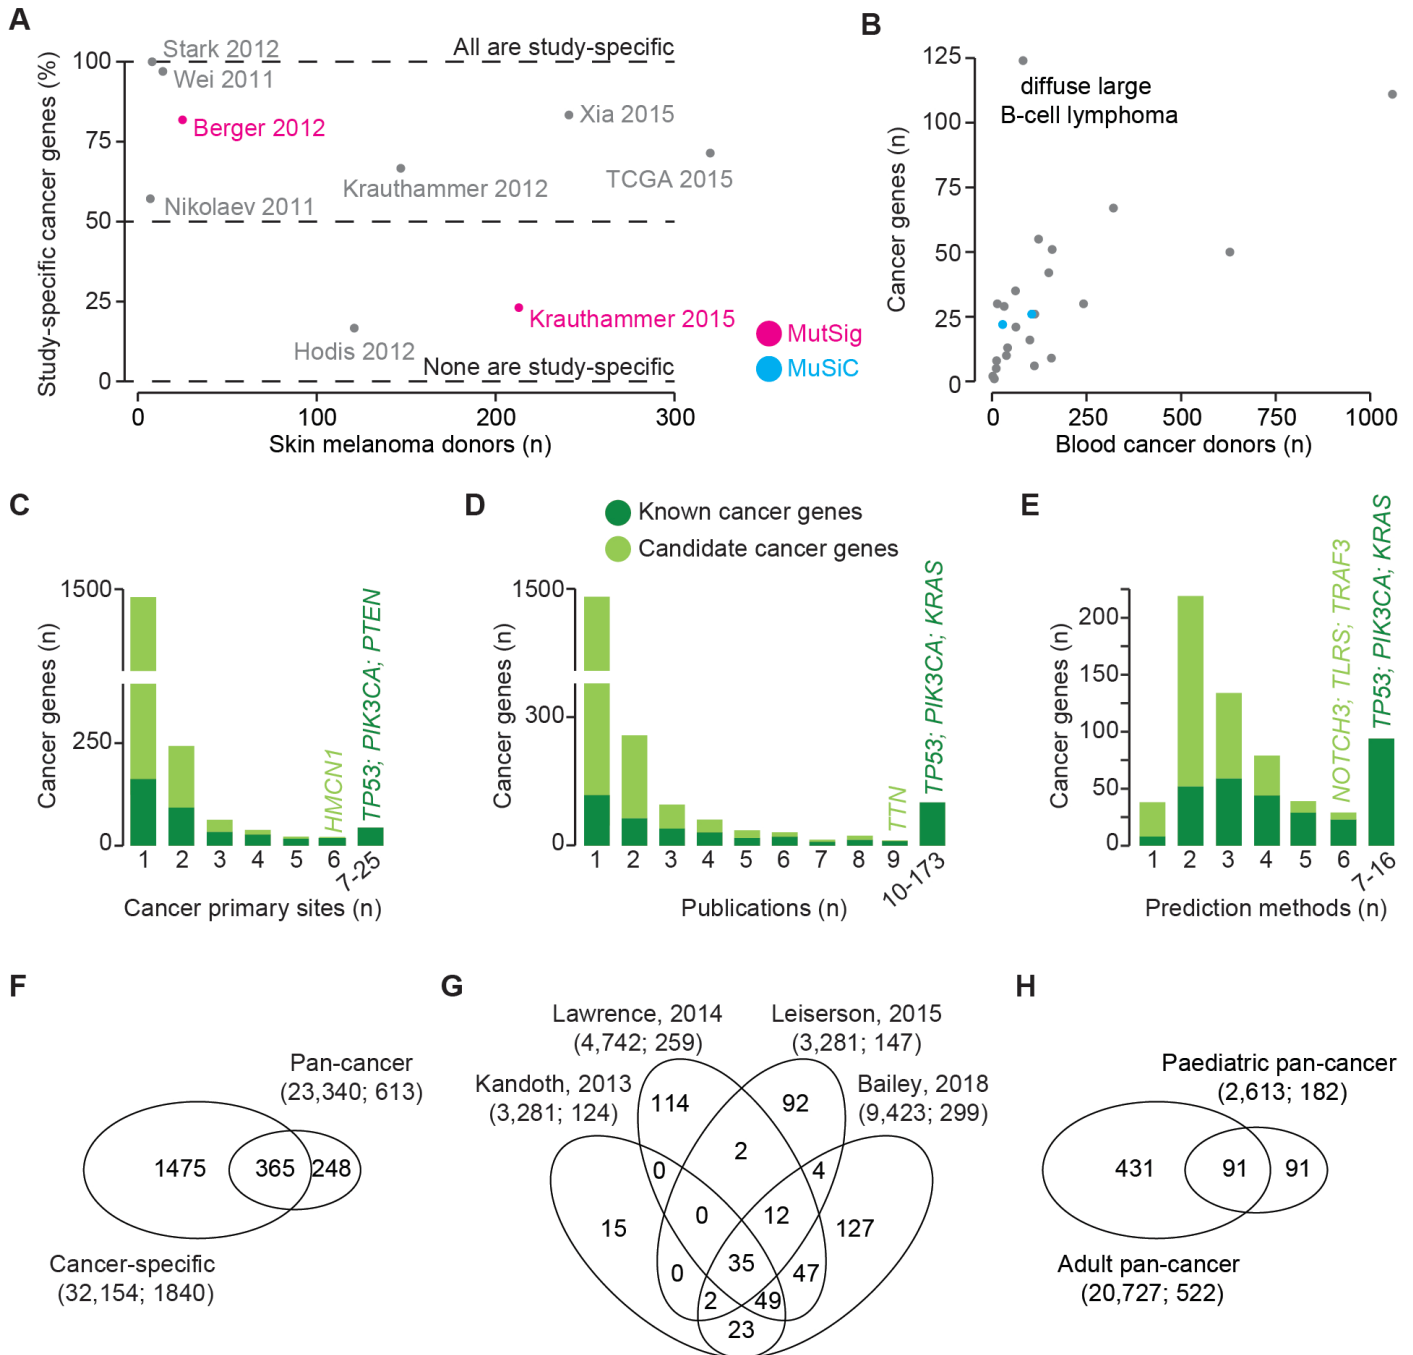 A
Study-specific cancer genes (%)
100
75
50
25
0
Stark 2012
All are study-specific
Wei 2011
Berger 2012
Xia 2015
Krauthammer 2012
TCGA 2015
Nikolaev 2011
Krauthammer 2015
Hodis 2012
None are study-specific
0
100
200
300
Skin melanoma donors (n)
MutSig
MuSiC
B
Cancer genes (n)
125
100
75
50
25
0
diffuse large
B-cell lymphoma
0
250
500
750
1000
Blood cancer donors (n)
C
Cancer genes (n)
1500
250
0
HMCN1
TP53; PIK3CA; PTEN
1
2
3
4
5
6
7-25
Cancer primary sites (n)
D
Known cancer genes
Candidate cancer genes
Cancer genes (n)
1500
300
0
TTN
TP53; PIK3CA; KRAS
1
2
3
4
5
6
7
8
9
10-173
Publications (n)
E
Cancer genes (n)
200
150
100
50
0
NOTCH3; TLRS; TRAF3
TP53; PIK3CA; KRAS
1
2
3
4
5
6
7-16
Prediction methods (n)
F
Pan-cancer
(23,340; 613)
1475
365
248
Cancer-specific
(32,154; 1840)
G
Lawrence, 2014
(4,742; 259)
Leiserson, 2015
(3,281; 147)
Kandoth, 2013
(3,281; 124)
Bailey, 2018
(9,423; 299)
114
92
2
0
4
15
0
12
127
35
0
47
2
49
23
H
Paediatric pan-cancer
(2,613; 182)
431
91
91
Adult pan-cancer
(20,727; 522)